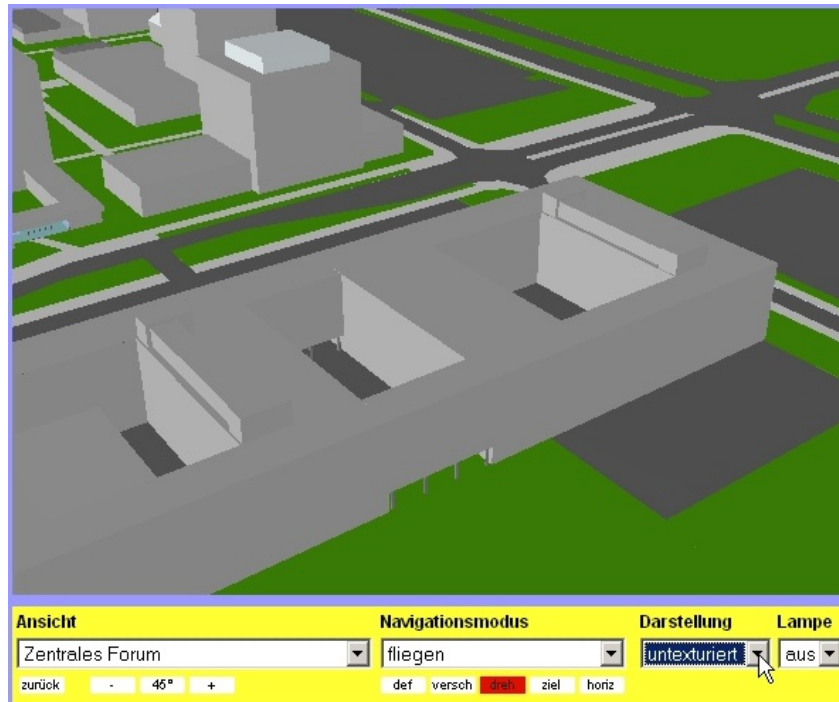 Ansicht Navigationsmodus Darstellung Lampe
Zentrales Forum fliegen untexturiert aus
zurück - 45° + def versch dreh ziel horiz